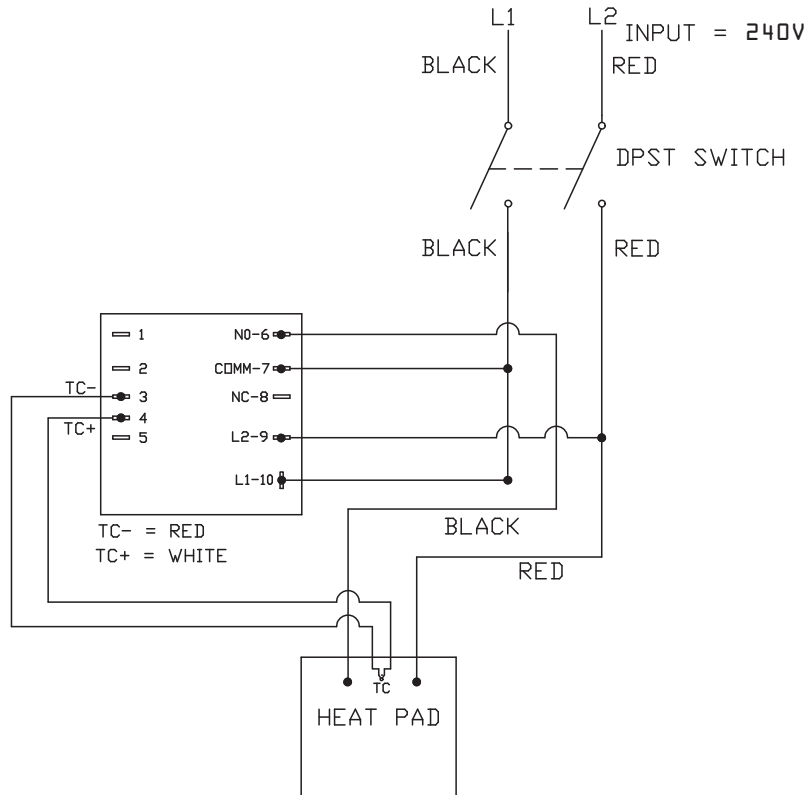 L1 L2
INPUT = 240V
BLACK RED
DPST SWITCH
BLACK RED
1 NO-6
2 COMM-7
TC- 3 NC-8
TC+ 4
5 L2-9
L1-10
TC- = RED
TC+ = WHITE
BLACK
RED
TC
HEAT PAD